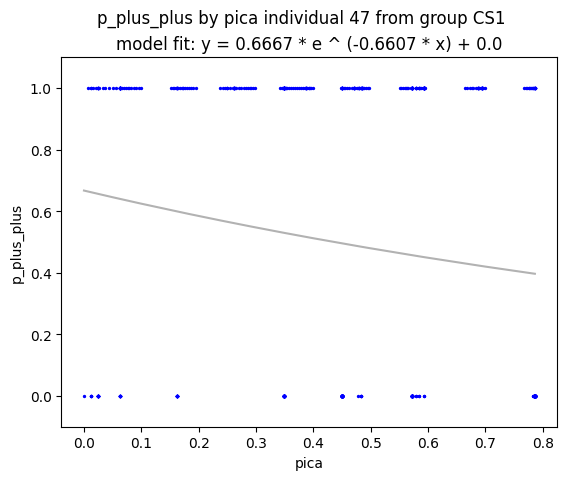 p_plus_plus by pica individual 47 from group CS1
model fit: y = 0.6667 * e ^ (-0.6607 * x) + 0.0
1.0
0.8
0.6
0.4
0.2
0.0
p_plus_plus
0.0 0.1 0.2 0.3 0.4 0.5 0.6 0.7 0.8
pica